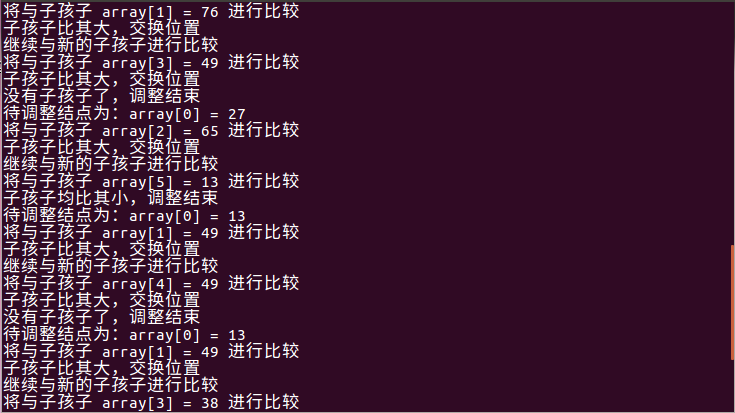 将与子孩子 array[1] = 76 进行比较
子孩子比其大，交换位置
继续与新的子孩子进行比较
将与子孩子 array[3] = 49 进行比较
子孩子比其大，交换位置
没有子孩子了，调整结束
待调整结点为：array[0] = 27
将与子孩子 array[2] = 65 进行比较
子孩子比其大，交换位置
继续与新的子孩子进行比较
将与子孩子 array[5] = 13 进行比较
子孩子均比其小，调整结束
待调整结点为：array[0] = 13
将与子孩子 array[1] = 49 进行比较
子孩子比其大，交换位置
继续与新的子孩子进行比较
将与子孩子 array[4] = 49 进行比较
子孩子比其大，交换位置
没有子孩子了，调整结束
待调整结点为：array[0] = 13
将与子孩子 array[1] = 49 进行比较
子孩子比其大，交换位置
继续与新的子孩子进行比较
将与子孩子 array[3] = 38 进行比较